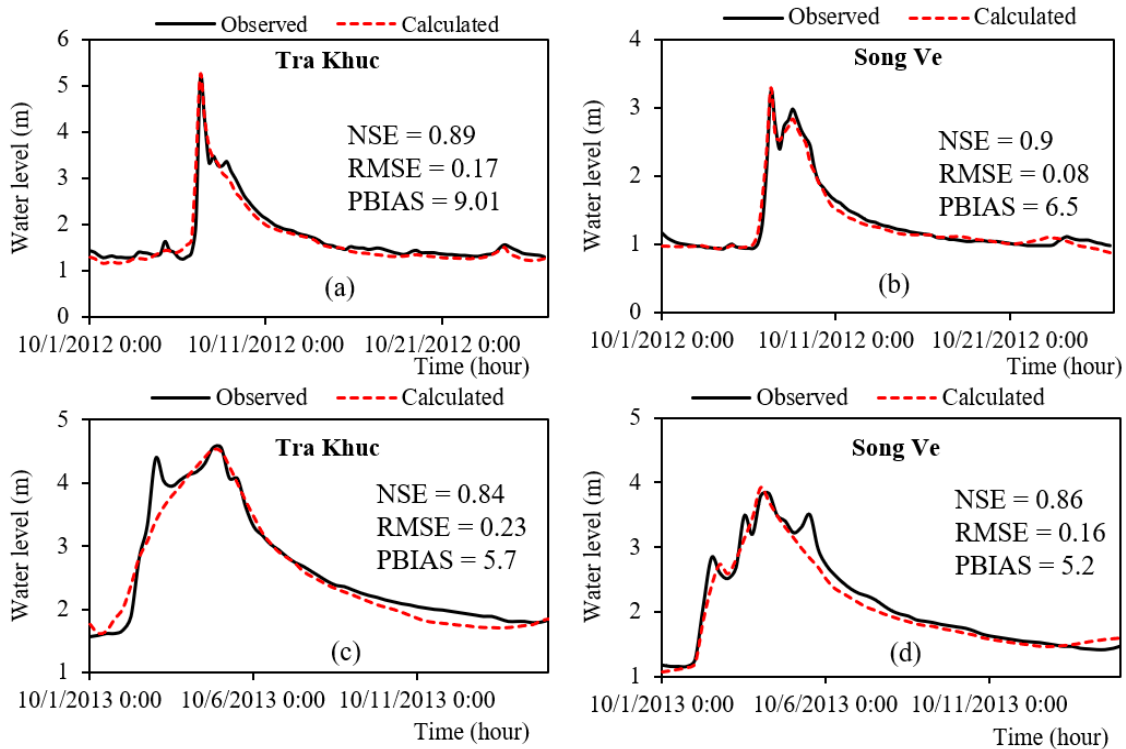 Observed Calculated
Tra Khuc
6
5
4
3
2
1
0
Water level (m)
NSE = 0.89
RMSE = 0.17
PBIAS = 9.01
(a)
10/1/2012 0:00 10/11/2012 0:00 10/21/2012 0:00
Time (hour)
Observed Calculated
Song Ve
4
3
2
1
0
Water level (m)
NSE = 0.9
RMSE = 0.08
PBIAS = 6.5
(b)
10/1/2012 0:00 10/11/2012 0:00 10/21/2012 0:00
Time (hour)
Observed Calculated
Tra Khuc
5
4
3
2
1
Water level (m)
NSE = 0.84
RMSE = 0.23
PBIAS = 5.7
(c)
10/1/2013 0:00 10/6/2013 0:00 10/11/2013 0:00
Time (hour)
Observed Calculated
Song Ve
5
4
3
2
1
Water level (m)
NSE = 0.86
RMSE = 0.16
PBIAS = 5.2
(d)
10/1/2013 0:00 10/6/2013 0:00 10/11/2013 0:00
Time (hour)